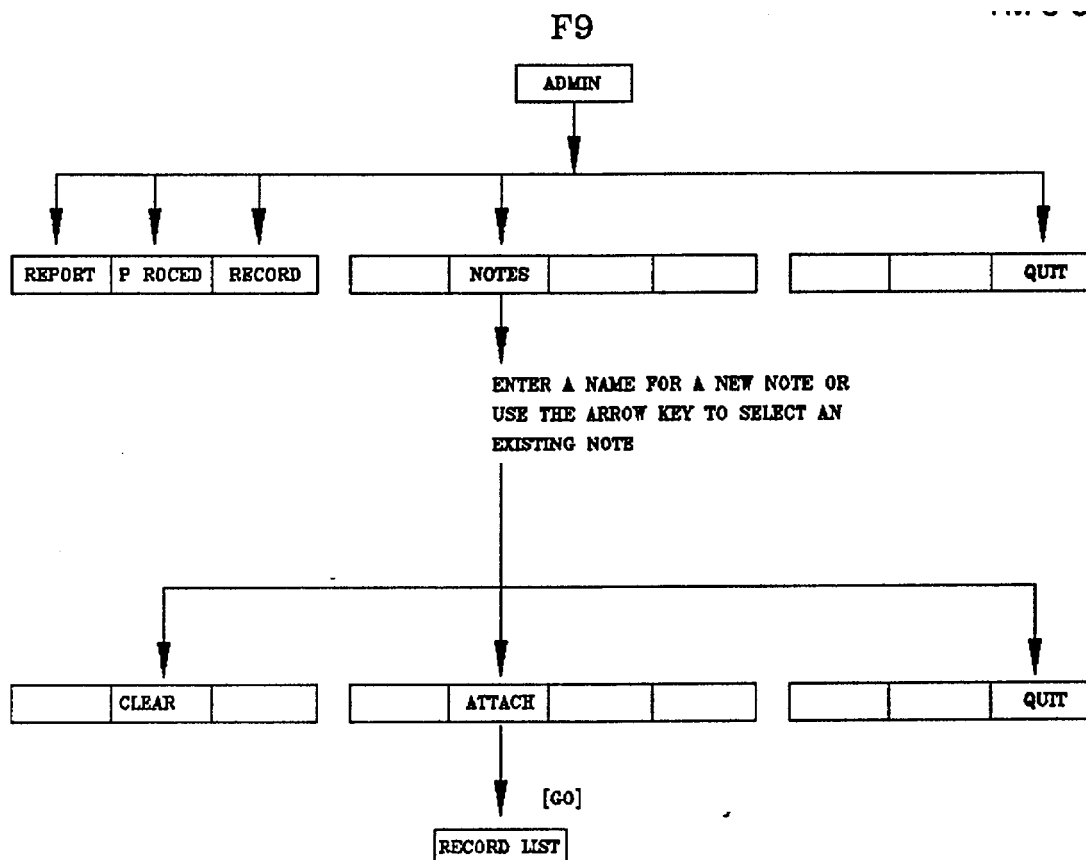 F9
ADMIN
REPORT P ROCED RECORD NOTES QUIT
ENTER A NAME FOR A NEW NOTE OR
USE THE ARROW KEY TO SELECT AN
EXISTING NOTE
CLEAR ATTACH QUIT
[GO]
RECORD LIST